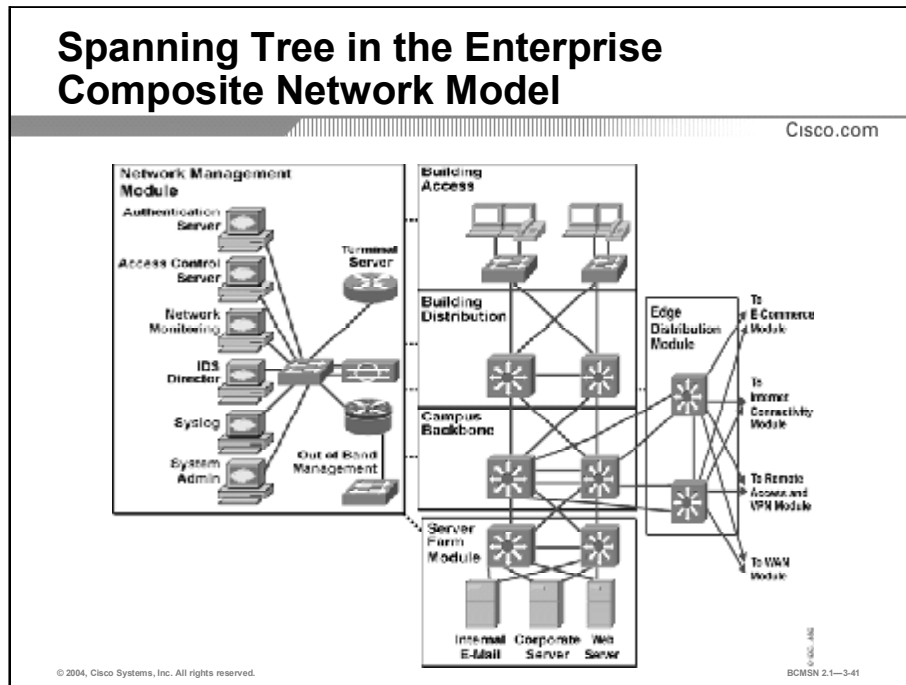 Spanning Tree in the Enterprise
Composite Network Model
Cisco.com
Network Management
Module
Authentication
Server
Access Control
Server
Network
Monitoring
IDS
Director
Syslog
System
Admin
Terminal
Server
Out of Band
Management
Building
Access
Building
Distribution
Campus
Backbone
Server
Farm
Module
Internal
E-Mail
Corporate
Server
Web
Server
Edge
Distribution
Module
To
E-Commerce
Module
To
Internet
Connectivity
Module
To Remote
Access and
VPN Module
To WAN
Module
© 2004, Cisco Systems, Inc. All rights reserved.
BCMSN 2.1—3-41